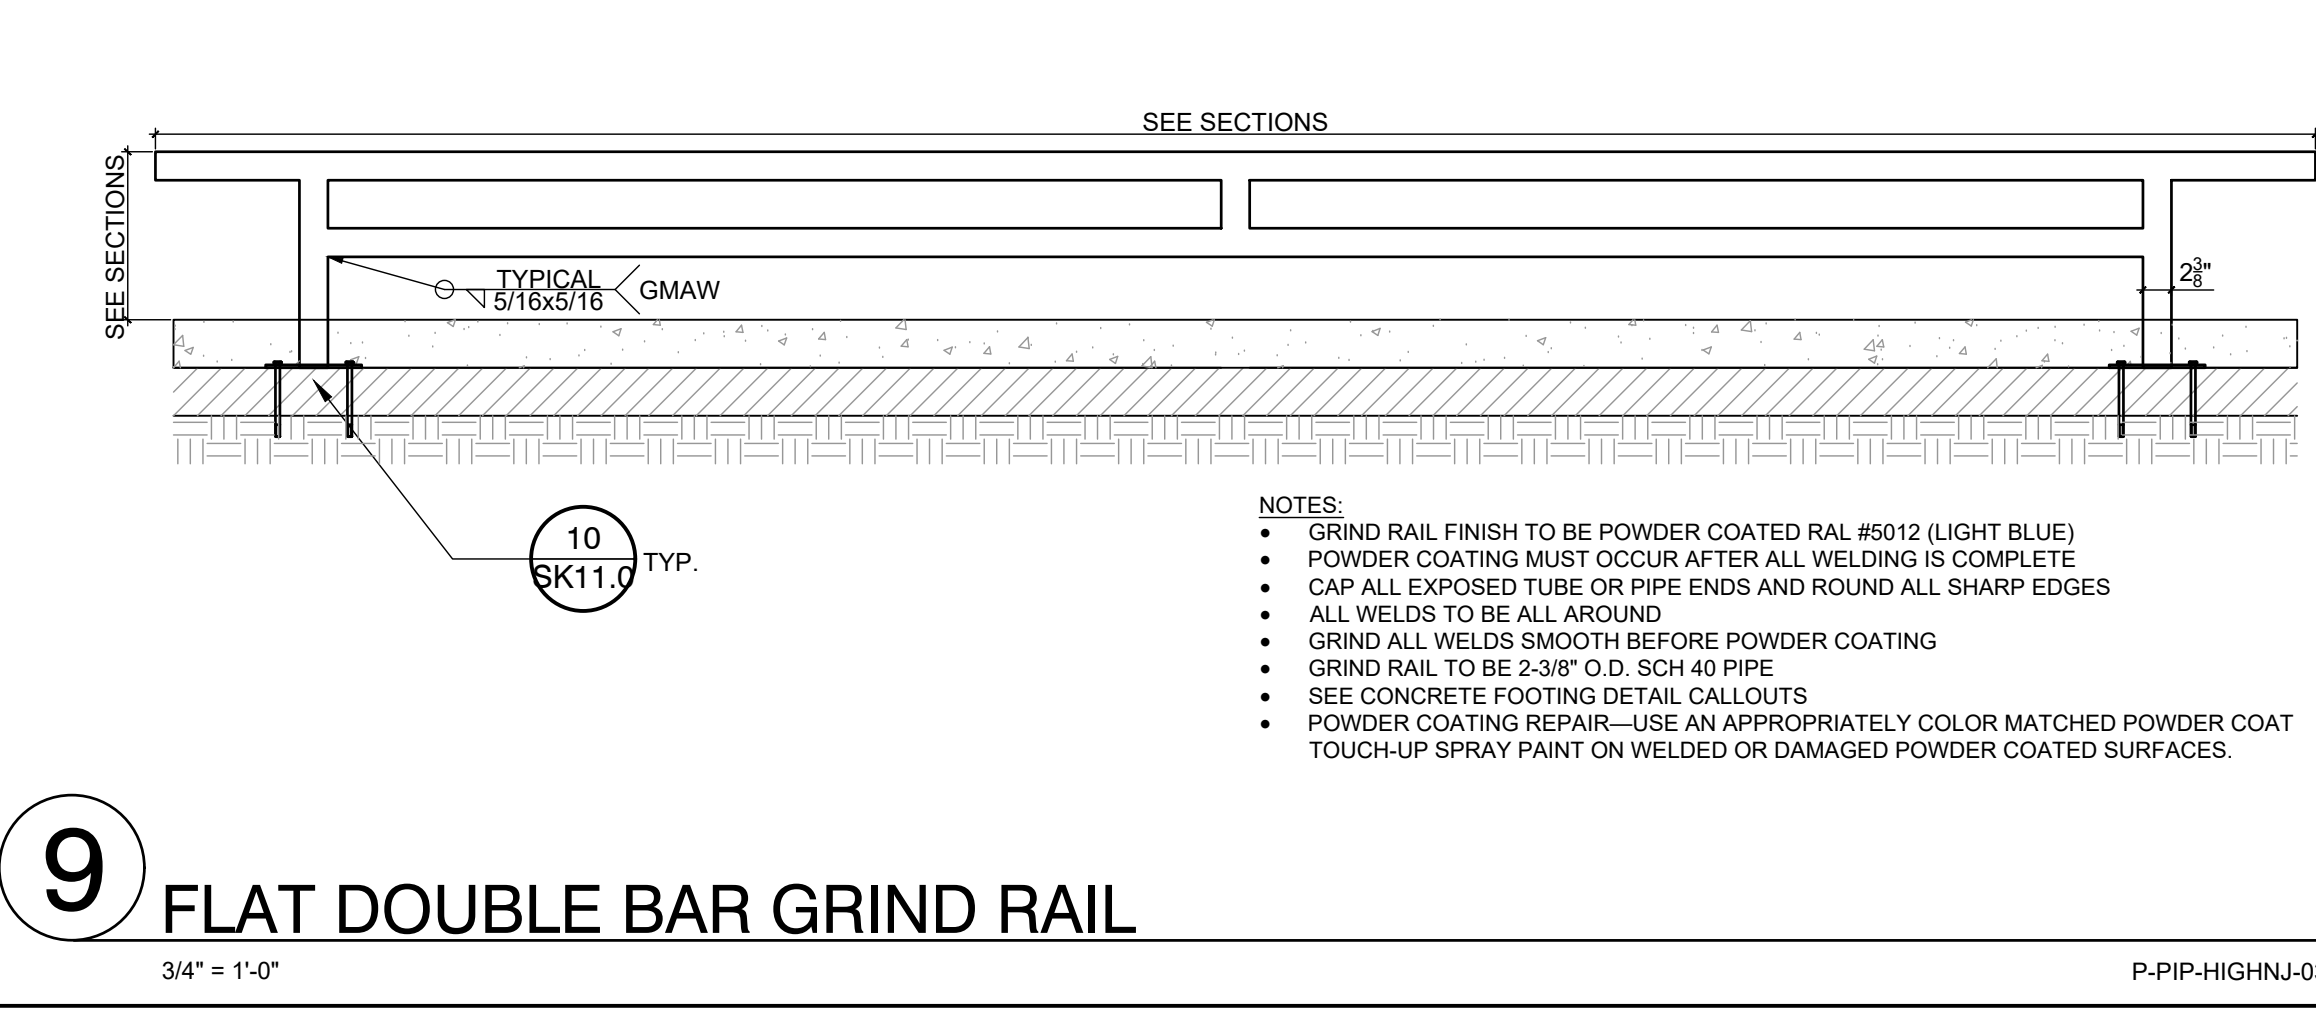 SEE SECTIONS
SEE SECTIONS
TYPICAL
5/16x5/16
GMAW
2 3/8"
10
SK11.0
TYP.
NOTES:
• GRIND RAIL FINISH TO BE POWDER COATED RAL #5012 (LIGHT BLUE)
• POWDER COATING MUST OCCUR AFTER ALL WELDING IS COMPLETE
• CAP ALL EXPOSED TUBE OR PIPE ENDS AND ROUND ALL SHARP EDGES
• ALL WELDS TO BE ALL AROUND
• GRIND ALL WELDS SMOOTH BEFORE POWDER COATING
• GRIND RAIL TO BE 2-3/8" O.D. SCH 40 PIPE
• SEE CONCRETE FOOTING DETAIL CALLOUTS
• POWDER COATING REPAIR—USE AN APPROPRIATELY COLOR MATCHED POWDER COAT
TOUCH-UP SPRAY PAINT ON WELDED OR DAMAGED POWDER COATED SURFACES.
9
FLAT DOUBLE BAR GRIND RAIL
3/4" = 1'-0"
P-PIP-HIGHNJ-03